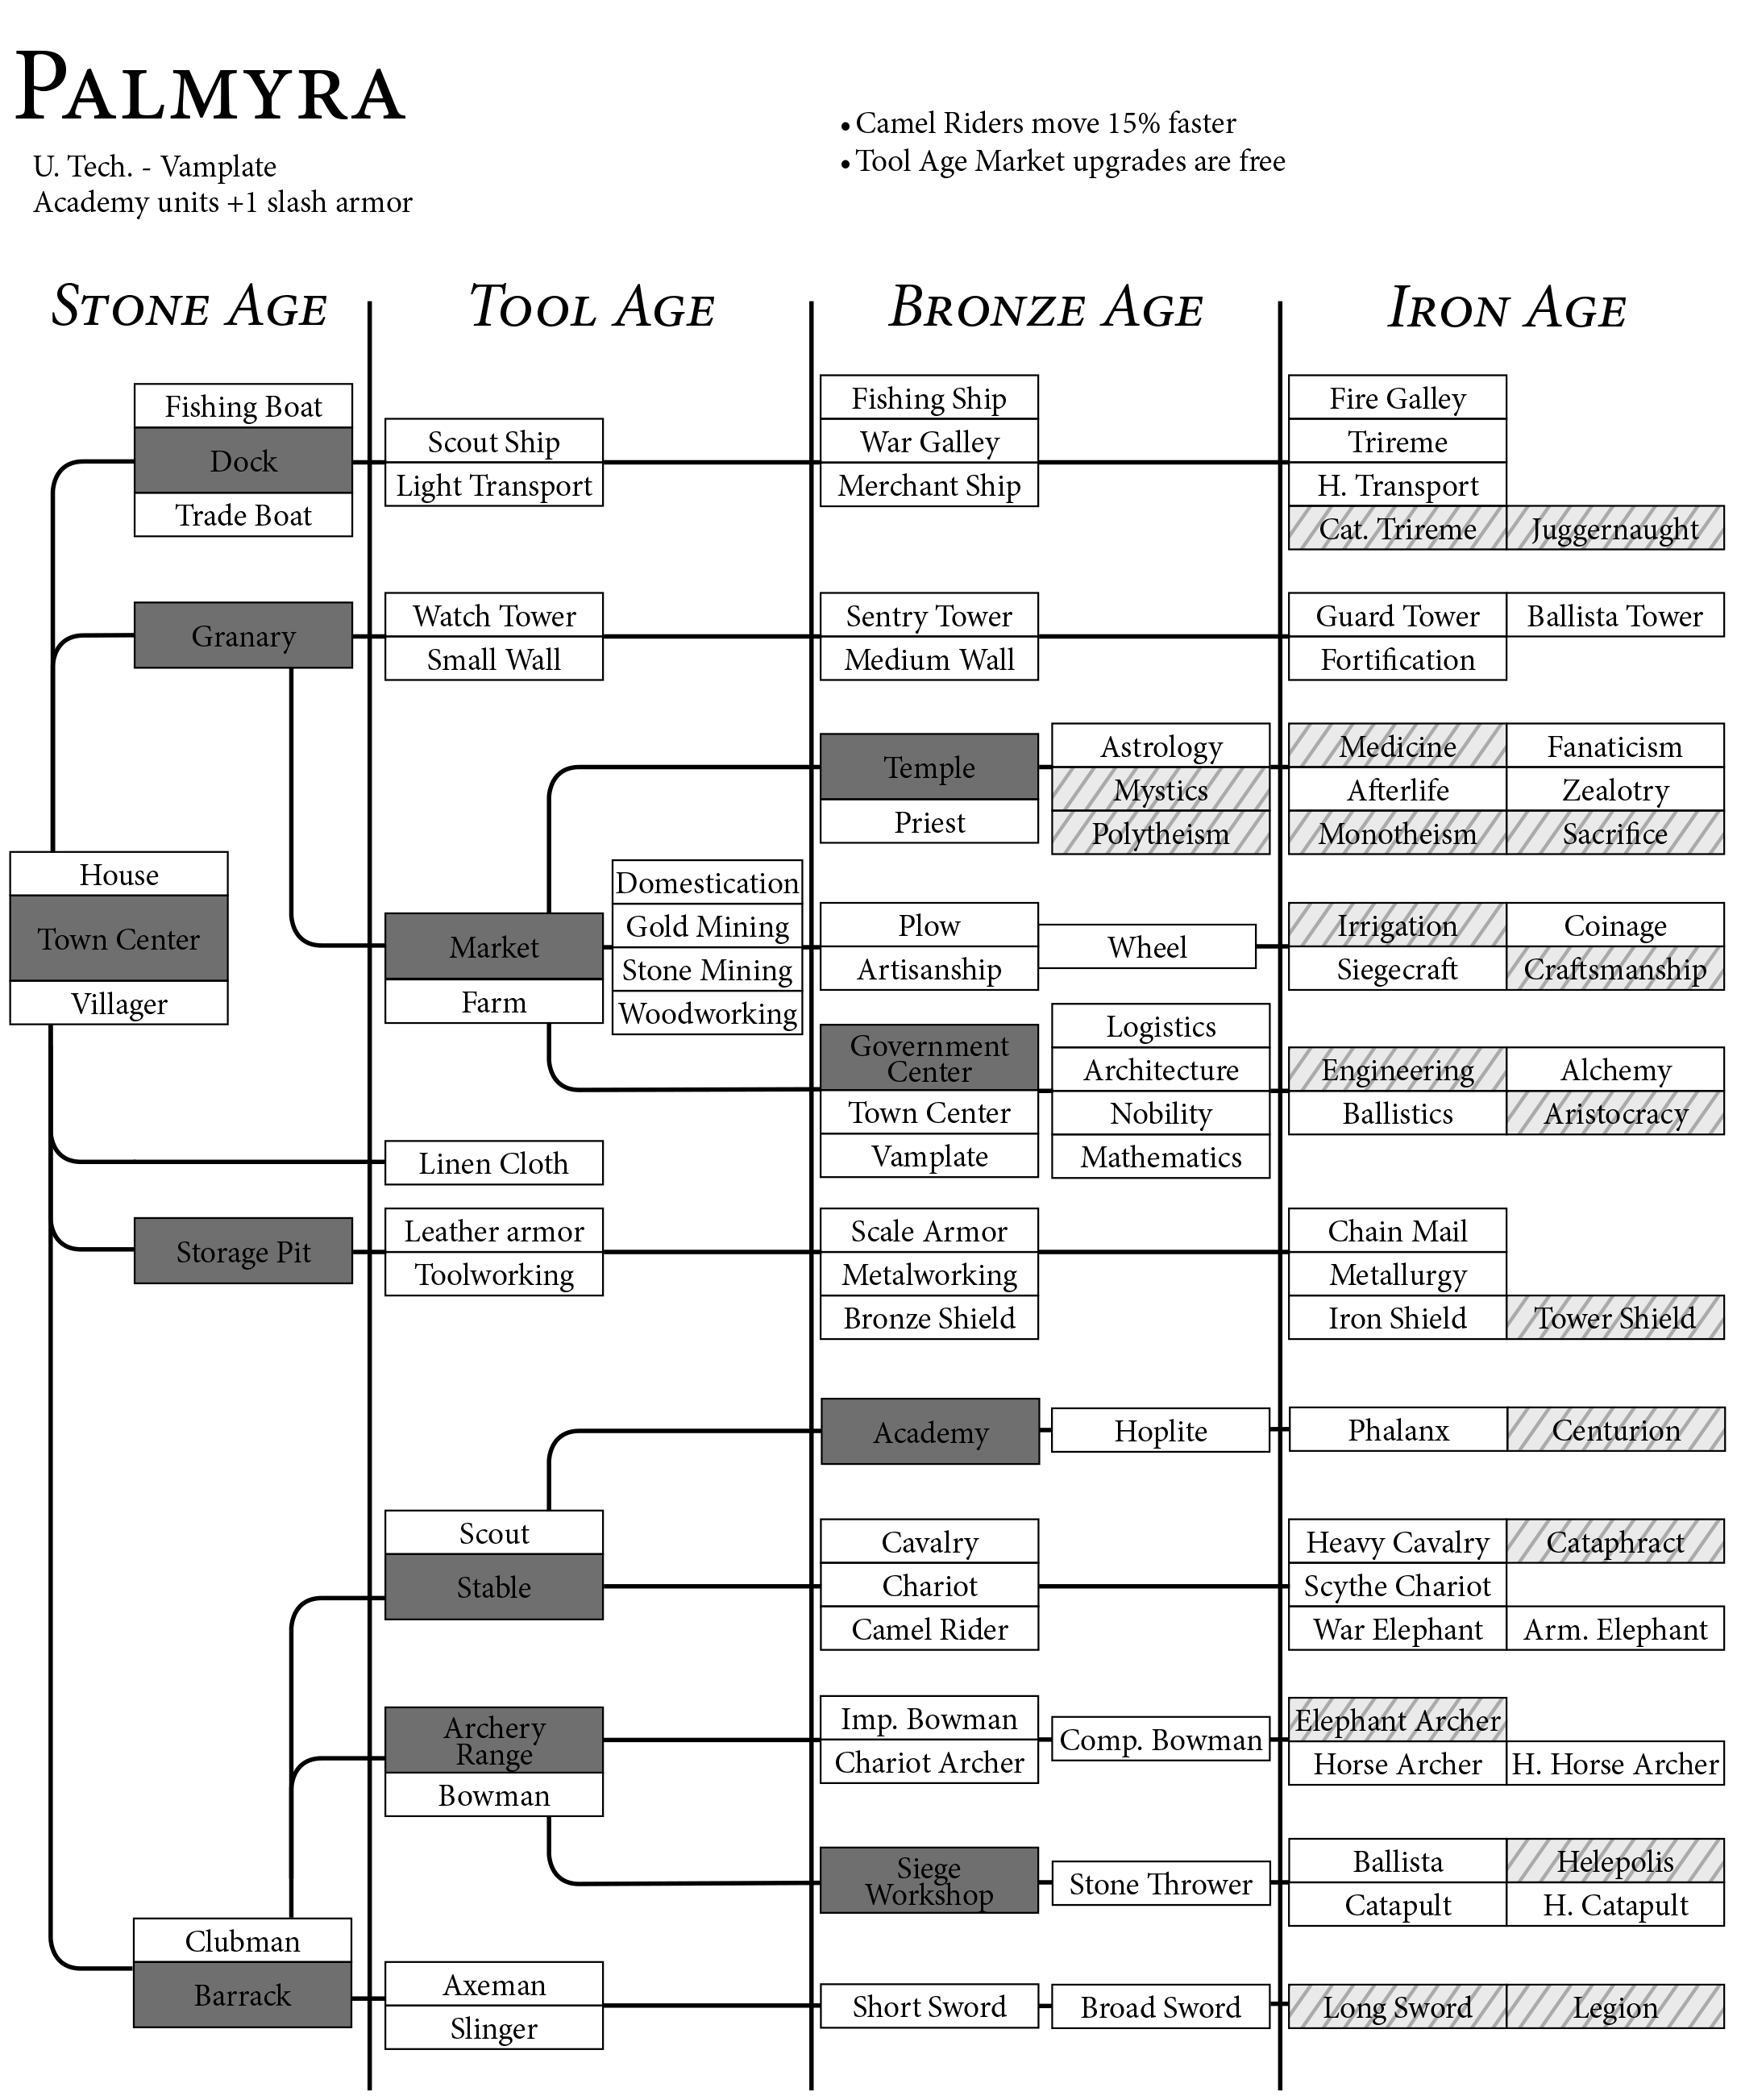 PALMYRA
U. Tech. - Vamplate
Academy units +1 slash armor
• Camel Riders move 15% faster
• Tool Age Market upgrades are free
STONE AGE
TOOL AGE
BRONZE AGE
IRON AGE
Fishing Boat
Dock
Trade Boat
Scout Ship
Light Transport
Fishing Ship
War Galley
Merchant Ship
Fire Galley
Trireme
H. Transport
Cat. Trireme
Juggernaught
Granary
Watch Tower
Small Wall
Sentry Tower
Medium Wall
Guard Tower
Ballista Tower
Fortification
Temple
Priest
Astrology
Mystics
Polytheism
Medicine
Fanaticism
Afterlife
Zealotry
Monotheism
Sacrifice
House
Town Center
Villager
Market
Farm
Domestication
Gold Mining
Stone Mining
Woodworking
Plow
Artisanship
Wheel
Irrigation
Coinage
Siegecraft
Craftsmanship
Government
Center
Town Center
Vamplate
Logistics
Architecture
Nobility
Mathematics
Engineering
Alchemy
Ballistics
Aristocracy
Linen Cloth
Storage Pit
Leather armor
Toolworking
Scale Armor
Metalworking
Bronze Shield
Chain Mail
Metallurgy
Iron Shield
Tower Shield
Academy
Hoplite
Phalanx
Centurion
Scout
Stable
Cavalry
Chariot
Camel Rider
Heavy Cavalry
Cataphract
Scythe Chariot
War Elephant
Arm. Elephant
Archery
Range
Bowman
Imp. Bowman
Chariot Archer
Comp. Bowman
Elephant Archer
Horse Archer
H. Horse Archer
Siege
Workshop
Stone Thrower
Ballista
Helepolis
Catapult
H. Catapult
Clubman
Barrack
Axeman
Slinger
Short Sword
Broad Sword
Long Sword
Legion